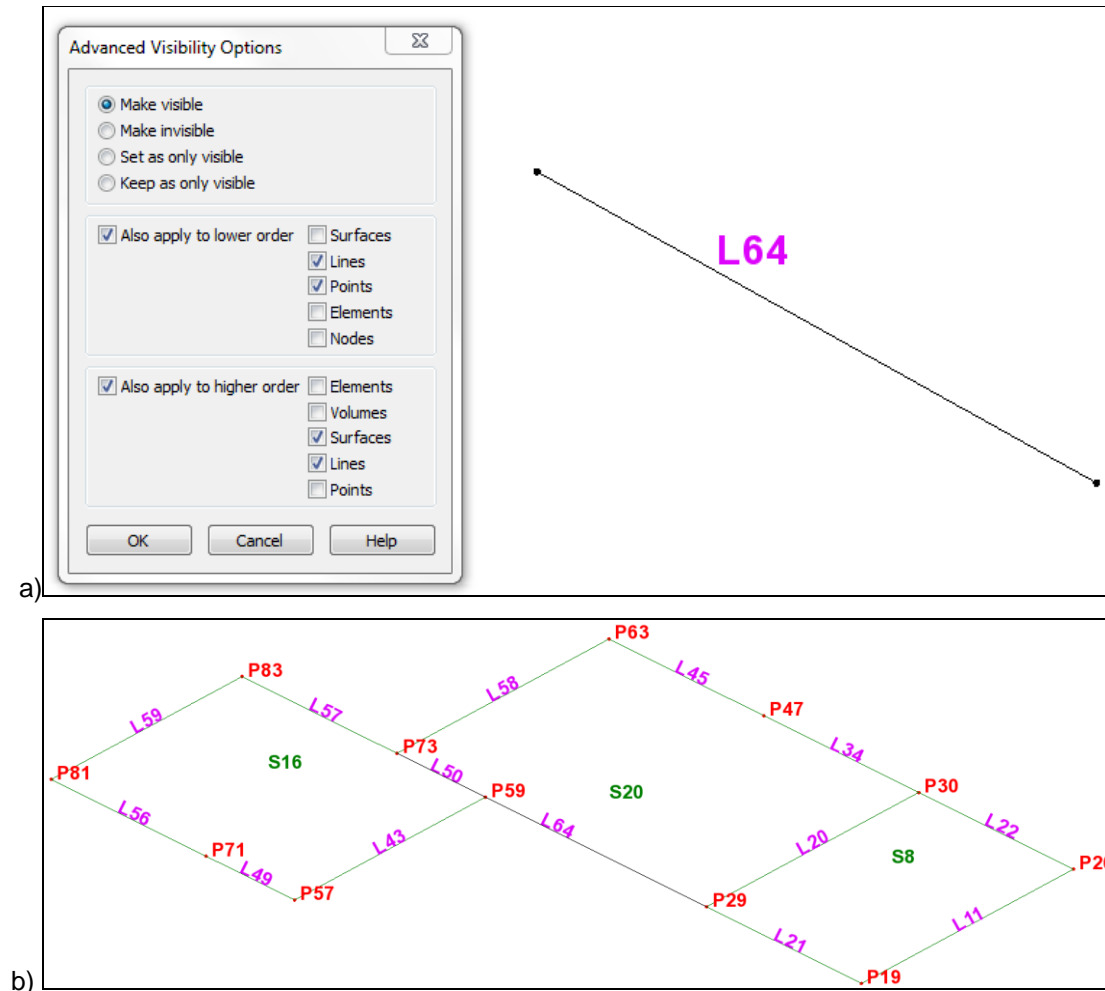 Advanced Visibility Options
Make visible
Make invisible
Set as only visible
Keep as only visible
Also apply to lower order
Surfaces
Lines
Points
Elements
Nodes
Also apply to higher order
Elements
Volumes
Surfaces
Lines
Points
OK
Cancel
Help
L64
a)
P63
P83
L45
L58
L59
L57
P47
P73
S16
L34
P81
L50
P59
S20
P30
L56
L64
L22
L43
L20
P71
S8
L49
P57
P29
L11
L21
P19
b)